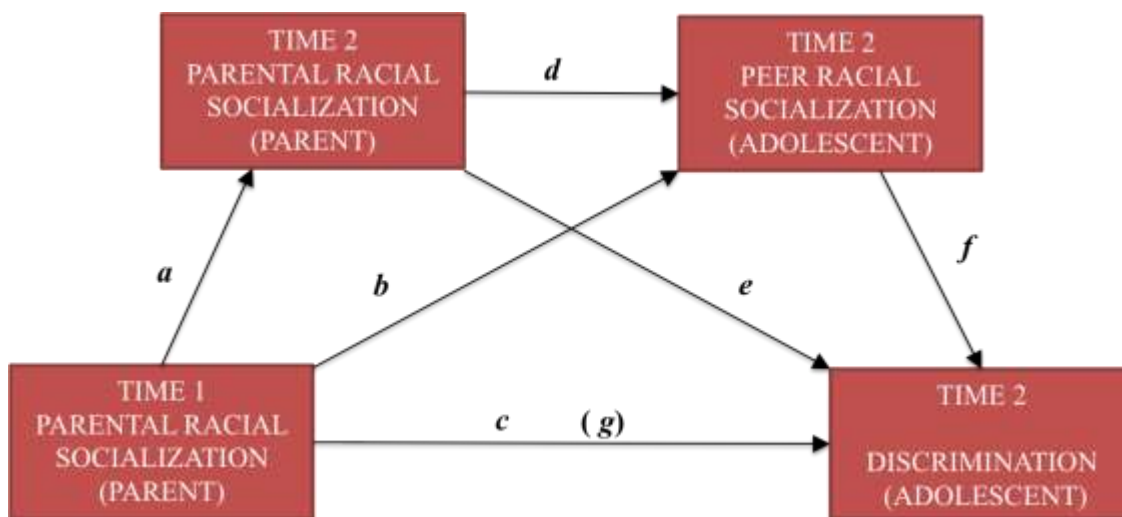 TIME 2
PARENTAL RACIAL
SOCIALIZATION
(PARENT)
d
TIME 2
PEER RACIAL
SOCIALIZATION
(ADOLESCENT)
a
b
e
f
TIME 1
PARENTAL RACIAL
SOCIALIZATION
(PARENT)
c (g)
TIME 2
DISCRIMINATION
(ADOLESCENT)